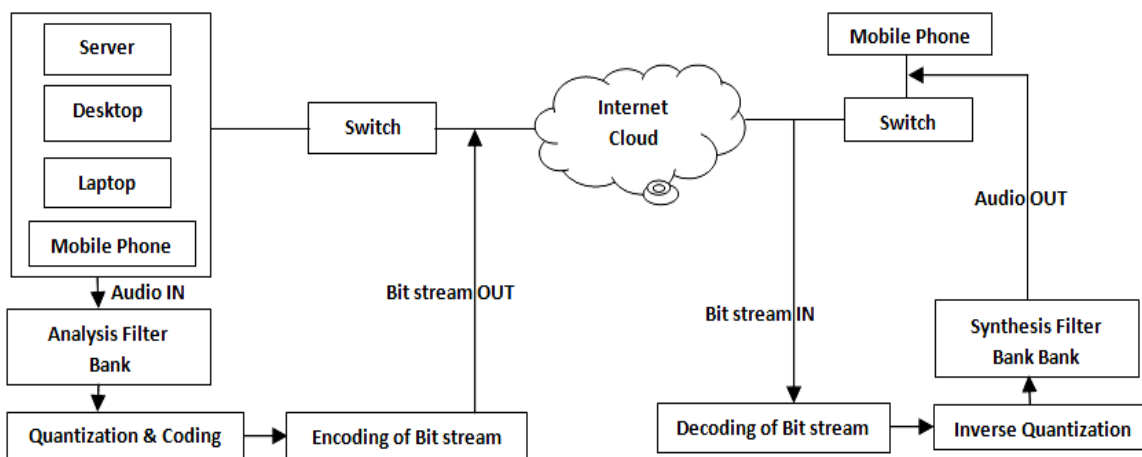 Server
Desktop
Laptop
Mobile Phone
Switch
Internet
Cloud
Mobile Phone
Switch
Audio IN
Bit stream OUT
Bit stream IN
Audio OUT
Analysis Filter
Bank
Quantization & Coding
Encoding of Bit stream
Decoding of Bit stream
Inverse Quantization
Synthesis Filter
Bank Bank